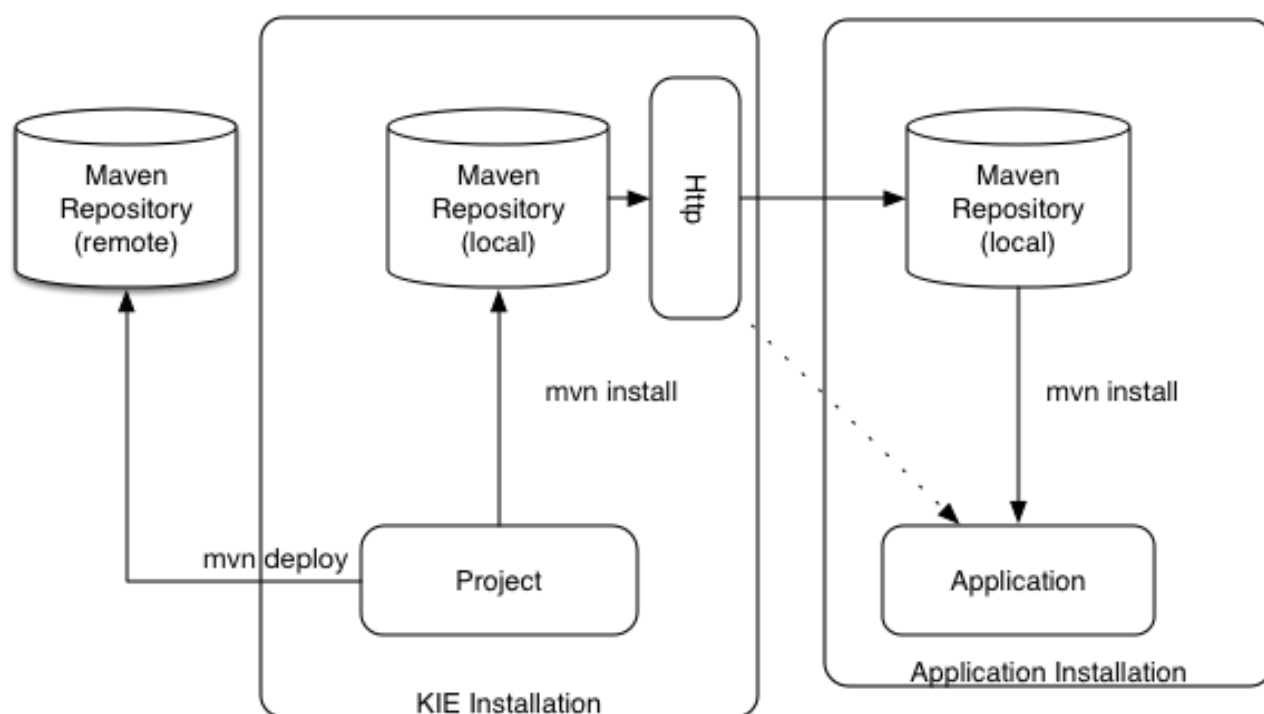 Maven
Repository
(remote)
Maven
Repository
(local)
Http
Maven
Repository
(local)
mvn install
mvn install
mvn deploy
Project
Application
KIE Installation
Application Installation